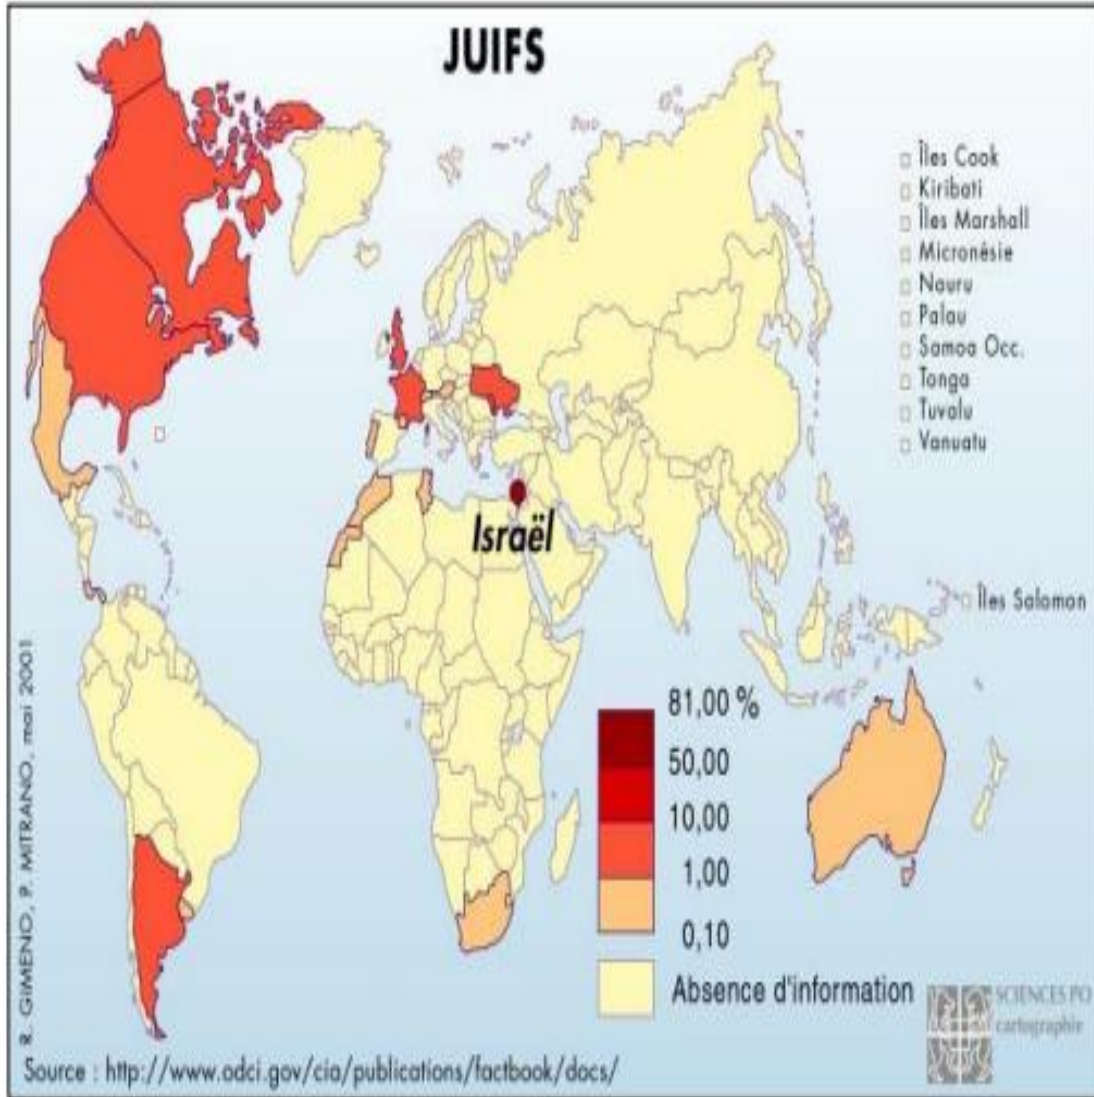 JUIFS
Îles Cook
Kiribati
Îles Marshall
Micronésie
Nauru
Palau
Samoa Occ.
Tonga
Tuvalu
Vanuatu
Israël
Îles Salomon
81,00 %
50,00
10,00
1,00
0,10
Absence d'information
R. GIMENO, P. MITRANO, mai 2001
SCIENCES PO
cartographie
Source : http://www.odci.gov/cia/publications/factbook/docs/